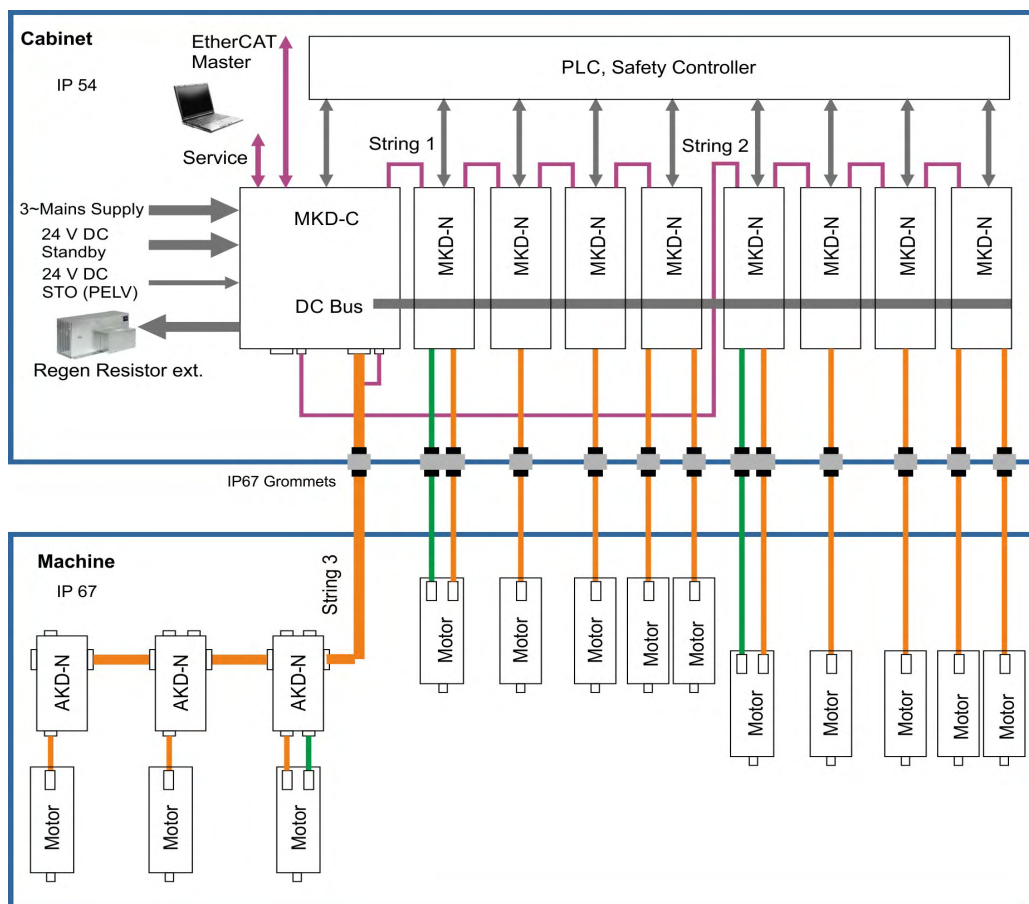 Cabinet
IP 54
EtherCAT
Master
Service
PLC, Safety Controller
String 1
String 2
3~Mains Supply
24 V DC
Standby
24 V DC
STO (PELV)
Regen Resistor ext.
MKD-C
DC Bus
MKD-N
MKD-N
MKD-N
MKD-N
MKD-N
MKD-N
MKD-N
MKD-N
IP67 Grommets
Machine
IP 67
String 3
AKD-N
AKD-N
AKD-N
Motor
Motor
Motor
Motor
Motor
Motor
Motor
Motor
Motor
Motor
Motor
Motor
Motor